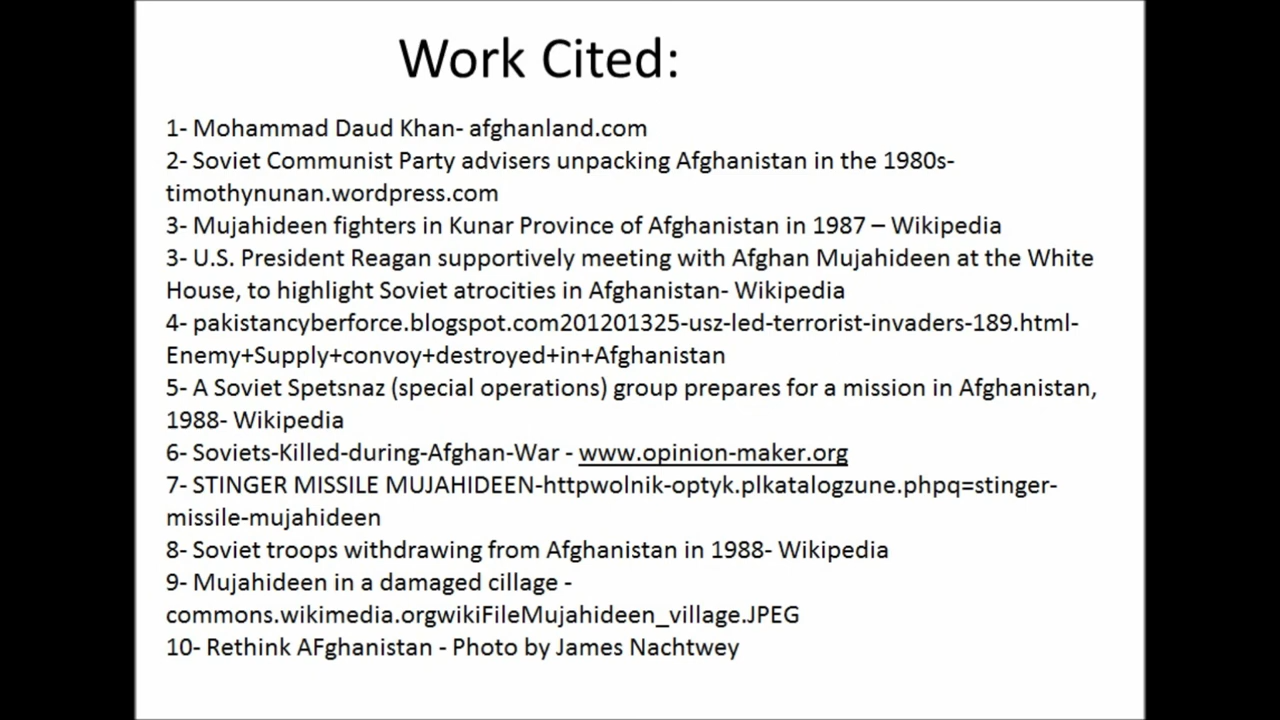 Work Cited:
1- Mohammad Daud Khan- afghanland.com
2- Soviet Communist Party advisers unpacking Afghanistan in the 1980s-
timothynunan.wordpress.com
3- Mujahideen fighters in Kunar Province of Afghanistan in 1987 – Wikipedia
3- U.S. President Reagan supportively meeting with Afghan Mujahideen at the White
House, to highlight Soviet atrocities in Afghanistan- Wikipedia
4- pakistancyberforce.blogspot.com201201325-usz-led-terrorist-invaders-189.html-
Enemy+Supply+convoy+destroyed+in+Afghanistan
5- A Soviet Spetsnaz (special operations) group prepares for a mission in Afghanistan,
1988- Wikipedia
6- Soviets-Killed-during-Afghan-War - www.opinion-maker.org
7- STINGER MISSILE MUJAHIDEEN-httpwolnik-optyk.plkatalogzune.phpq=stinger-
missile-mujahideen
8- Soviet troops withdrawing from Afghanistan in 1988- Wikipedia
9- Mujahideen in a damaged cillage -
commons.wikimedia.orgwikiFileMujahideen_village.JPEG
10- Rethink AFghanistan - Photo by James Nachtwey